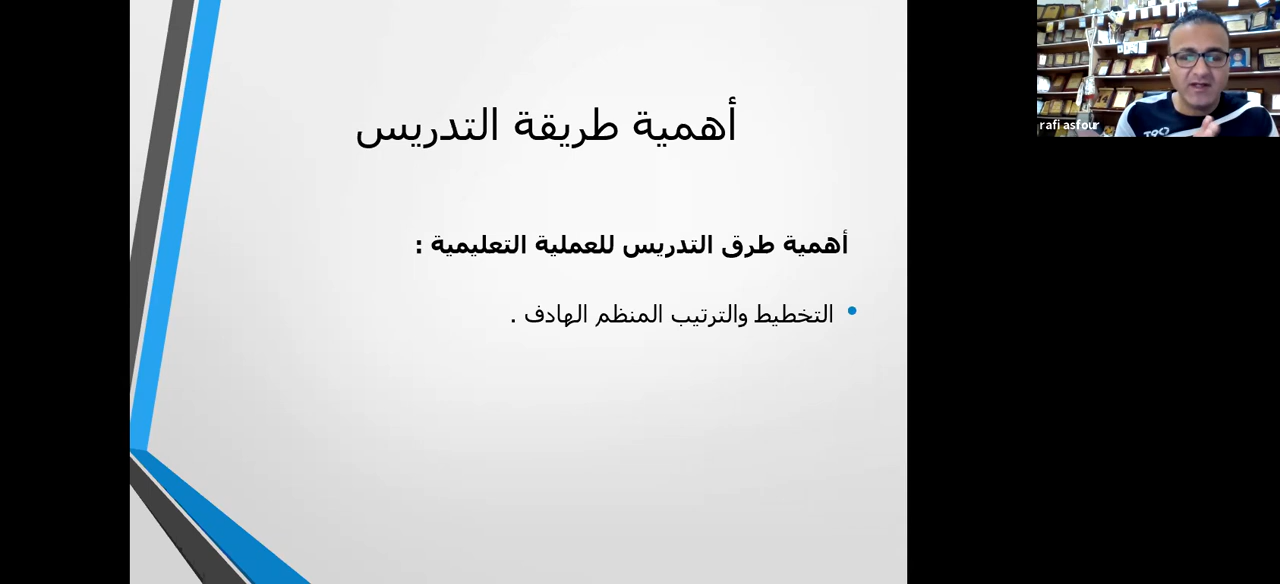 أهمية طريقة التدريس
أهمية طرق التدريس للعملية التعليمية :
التخطيط والترتيب المنظم الهادف .
rafi asfour